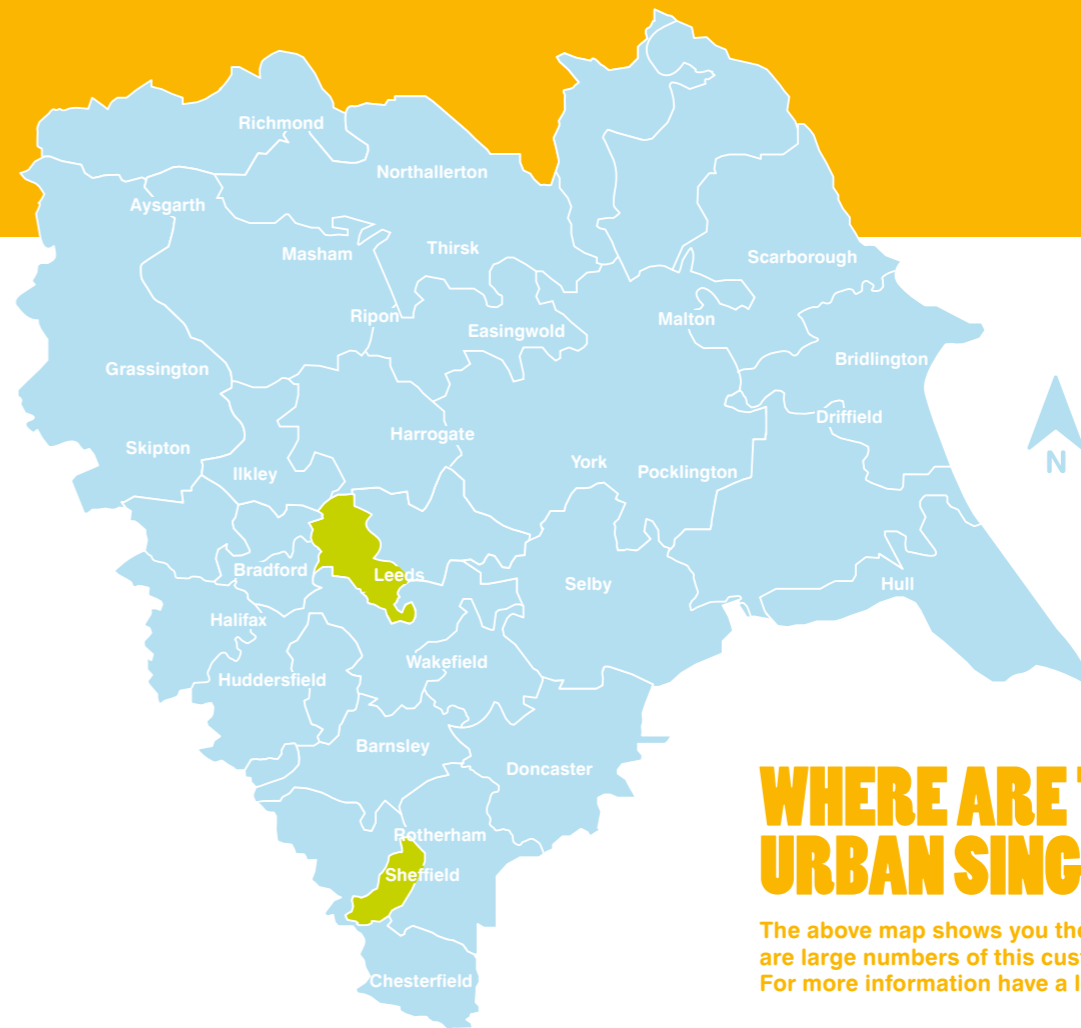 Richmond
Northallerton
Aysgarth
Masham
Thirsk
Scarborough
Ripon
Easingwold
Malton
Bridlington
Grassington
Driffield
Harrogate
Skipton
Ilkley
York
Pocklington
N
Bradford
Leeds
Selby
Hull
Halifax
Wakefield
Huddersfield
Barnsley
Doncaster
Rotherham
Sheffield
Chesterfield
WHERE ARE
URBAN SING
The above map shows you the
are large numbers of this cus
For more information have a l